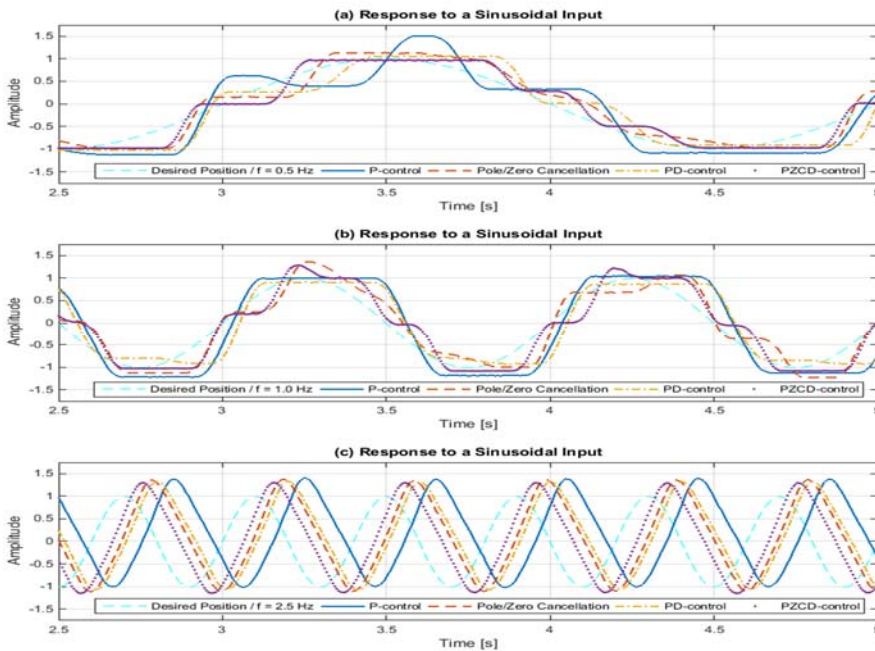 (a) Response to a Sinusoidal Input
1.5
1
0.5
0
-0.5
-1
-1.5
Amplitude
Desired Position / f = 0.5 Hz P-control Pole/Zero Cancellation PD-control PZCD-control
2.5 3 3.5 4 4.5 5
Time [s]
(b) Response to a Sinusoidal Input
1.5
1
0.5
0
-0.5
-1
-1.5
Amplitude
Desired Position / f = 1.0 Hz P-control Pole/Zero Cancellation PD-control PZCD-control
2.5 3 3.5 4 4.5 5
Time [s]
(c) Response to a Sinusoidal Input
1.5
1
0.5
0
-0.5
-1
-1.5
Amplitude
Desired Position / f = 2.5 Hz P-control Pole/Zero Cancellation PD-control PZCD-control
2.5 3 3.5 4 4.5 5
Time [s]